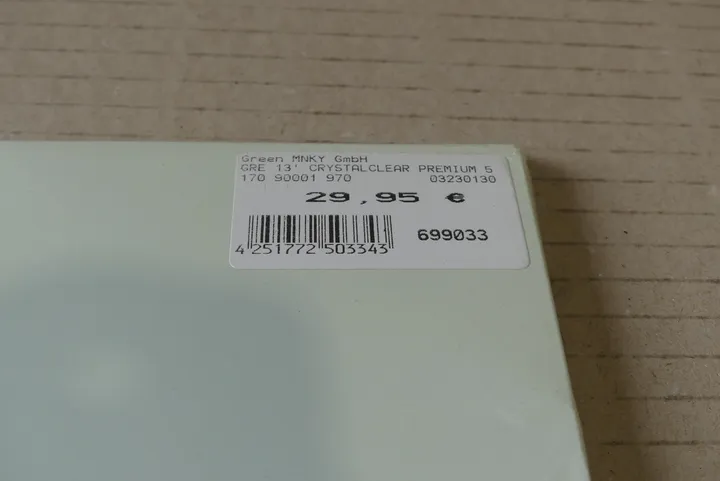 Green MNKY GmbH
GRE 13' CRYSTALCLEAR PREMIUM 5
170 90001 970 03230130
29,95 €
699033
4 251772 503343